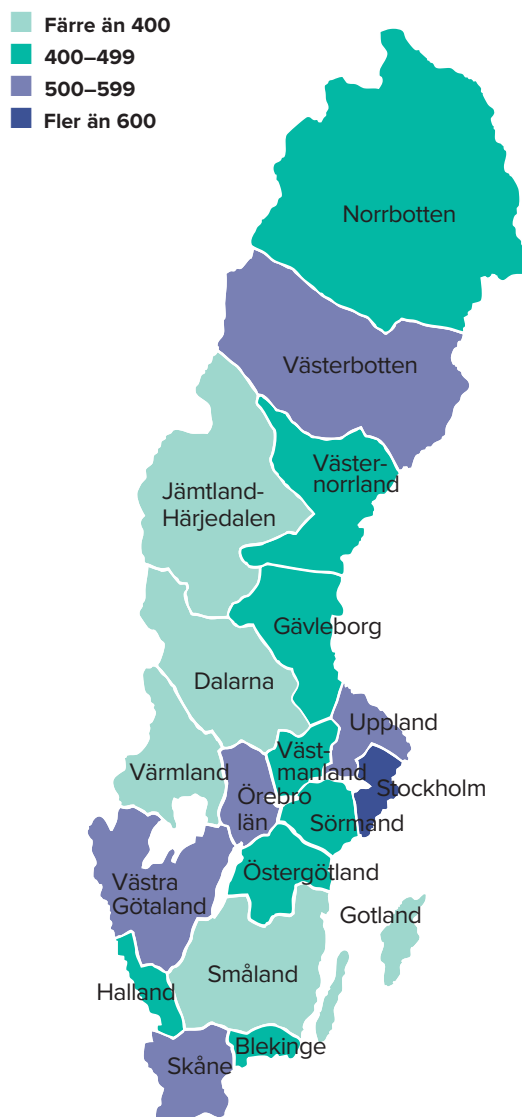 Färre än 400
400–499
500–599
Fler än 600
Norrbotten
Västerbotten
Väster-
norrland
Jämtland-
Härjedalen
Gävleborg
Dalarna
Uppland
Väst-
manland
Värmland
Stockholm
Örebro
län
Sörmand
Östergötland
Västra
Götaland
Gotland
Småland
Halland
Blekinge
Skåne